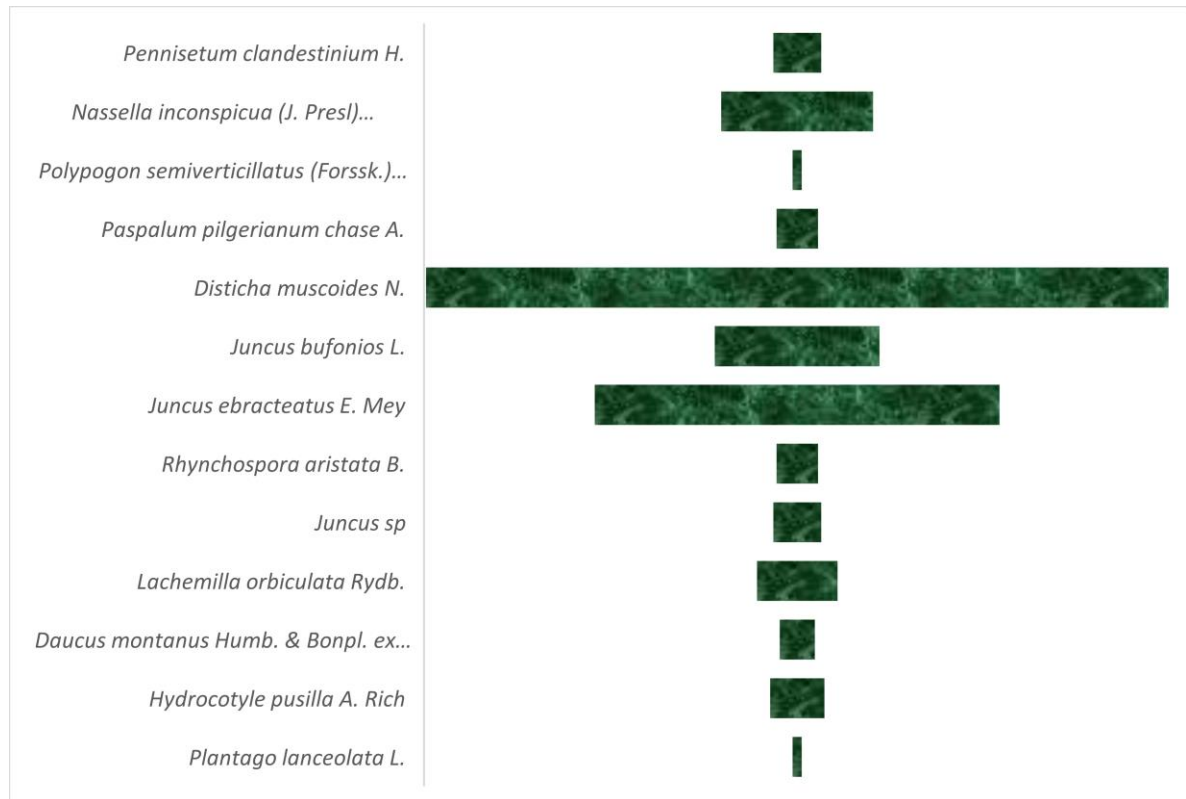 Pennisetum clandestinium H.
Nassella inconspicua (J. Presl)…
Polypogon semiverticillatus (Forssk.)…
Paspalum pilgerianum chase A.
Disticha muscoides N.
Juncus bufonios L.
Juncus ebracteatus E. Mey
Rhynchospora aristata B.
Juncus sp
Lachemilla orbiculata Rydb.
Daucus montanus Humb. & Bonpl. ex…
Hydrocotyle pusilla A. Rich
Plantago lanceolata L.